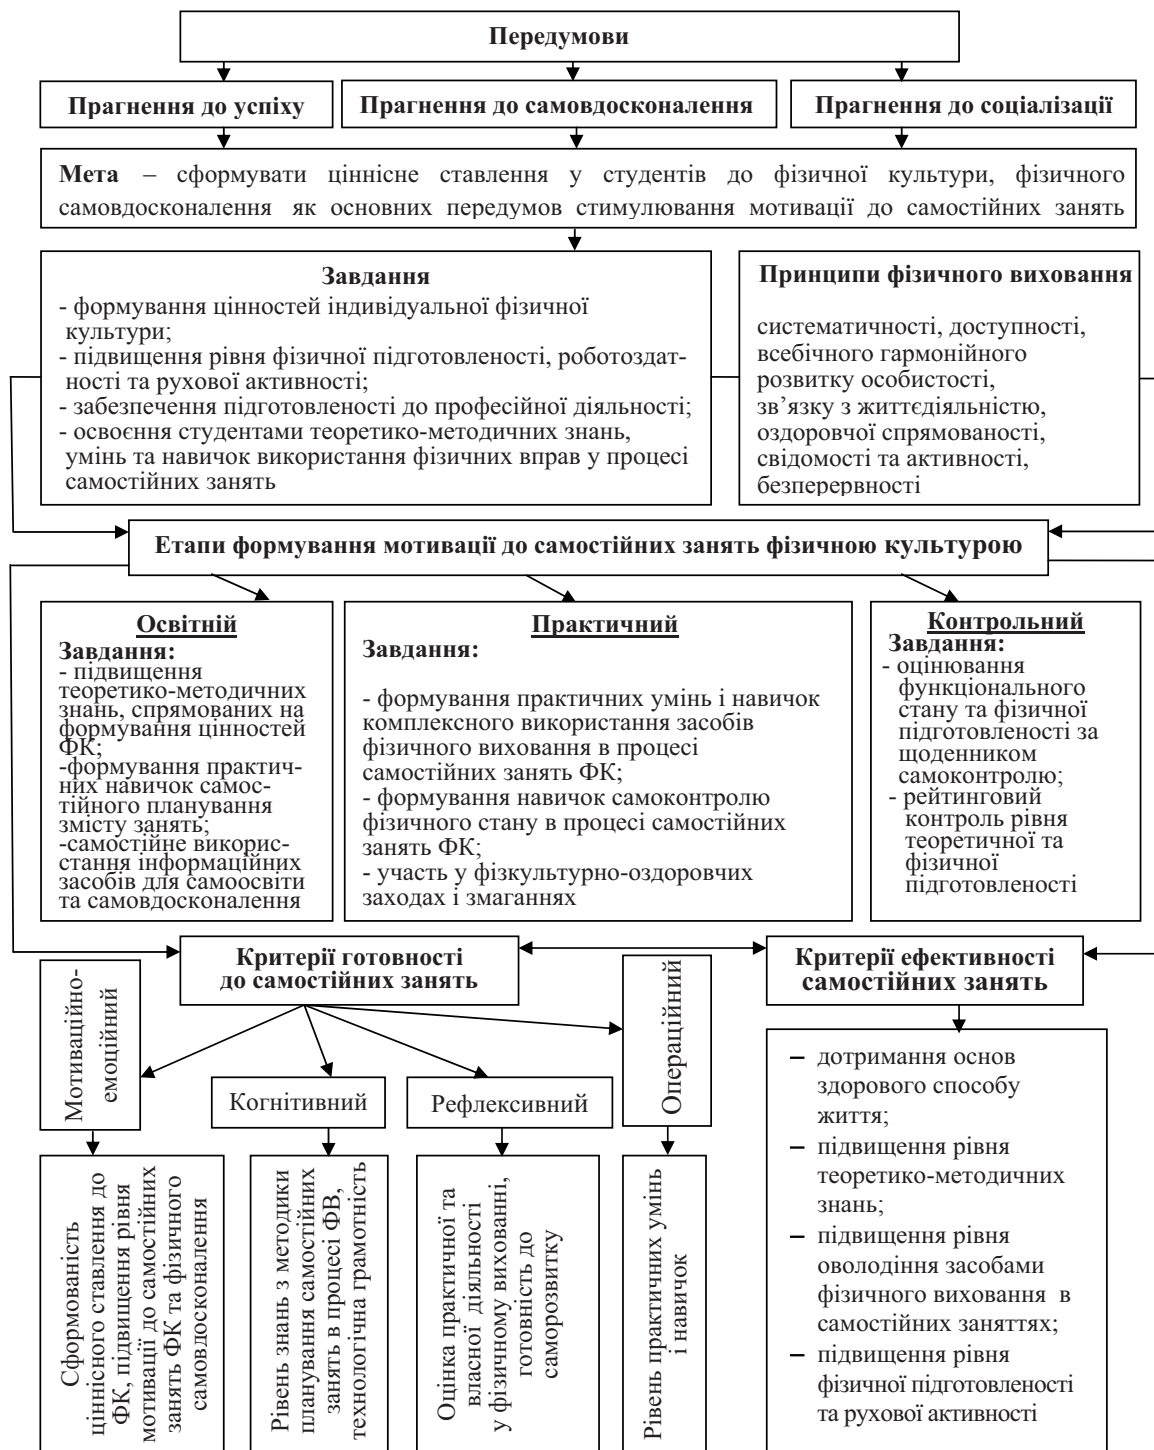 Передумови
Прагнення до успіху
Прагнення до самовдосконалення
Прагнення до соціалізації
Мета – сформувати ціннісне ставлення у студентів до фізичної культури, фізичного
самовдосконалення як основних передумов стимулювання мотивації до самостійних занять
Завдання
- формування цінностей індивідуальної фізичної
культури;
- підвищення рівня фізичної підготовленості, роботоздат-
ності та рухової активності;
- забезпечення підготовленості до професійної діяльності;
- освоєння студентами теоретико-методичних знань,
умінь та навичок використання фізичних вправ у процесі
самостійних занять
Принципи фізичного виховання
систематичності, доступності,
всебічного гармонійного
розвитку особистості,
зв’язку з життєдіяльністю,
оздоровчої спрямованості,
свідомості та активності,
безперервності
Етапи формування мотивації до самостійних занять фізичною культурою
Освітній
Завдання:
- підвищення
теоретико-методичних
знань, спрямованих на
формування цінностей
ФК;
-формування практич-
них навичок самос-
тійного планування
змісту занять;
-самостійне викорис-
стання інформаційних
засобів для самоосвіти
та самовдосконалення
Практичний
Завдання:
- формування практичних умінь і навичок
комплексного використання засобів
фізичного виховання в процесі
самостійних занять ФК;
- формування навичок самоконтролю
фізичного стану в процесі самостійних
занять ФК;
- участь у фізкультурно-оздоровчих
заходах і змаганнях
Контрольний
Завдання:
- оцінювання
функціонального
стану та фізичної
підготовленості за
щоденником
самоконтролю;
- рейтинговий
контроль рівня
теоретичної та
фізичної
підготовленості
Критерії готовності
до самостійних занять
Критерії ефективності
самостійних занять
Мотиваційно-
емоційний
Когнітивний
Рефлексивний
Операційний
Сформованість
ціннісного ставлення до
ФК, підвищення рівня
мотивації до самостійних
занять ФК та фізичного
самовдосконалення
Рівень знань з методики
планування самостійних
занять в процесі ФВ,
технологічна грамотність
Оцінка практичної та
власної діяльності
у фізичному вихованні,
готовність до
саморозвитку
Рівень практичних умінь
і навичок
– дотримання основ
здорового способу
життя;
– підвищення рівня
теоретико-методичних
знань;
– підвищення рівня
оволодіння засобами
фізичного виховання в
самостійних заняттях;
– підвищення рівня
фізичної підготовленості
та рухової активності